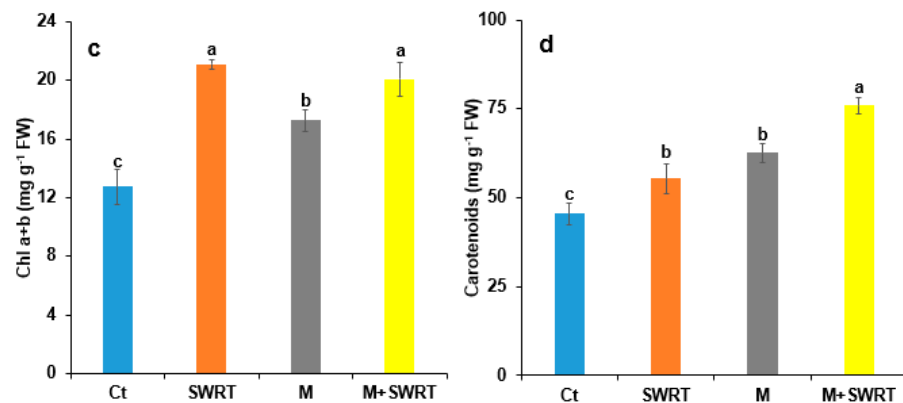 c
Chl a+b (mg g⁻¹ FW)
24
20
16
12
8
4
0
c
a
b
a
Ct SWRT M M+SWRT
d
Carotenoids (mg g⁻¹ FW)
100
75
50
25
0
c
b
b
a
Ct SWRT M M+SWRT